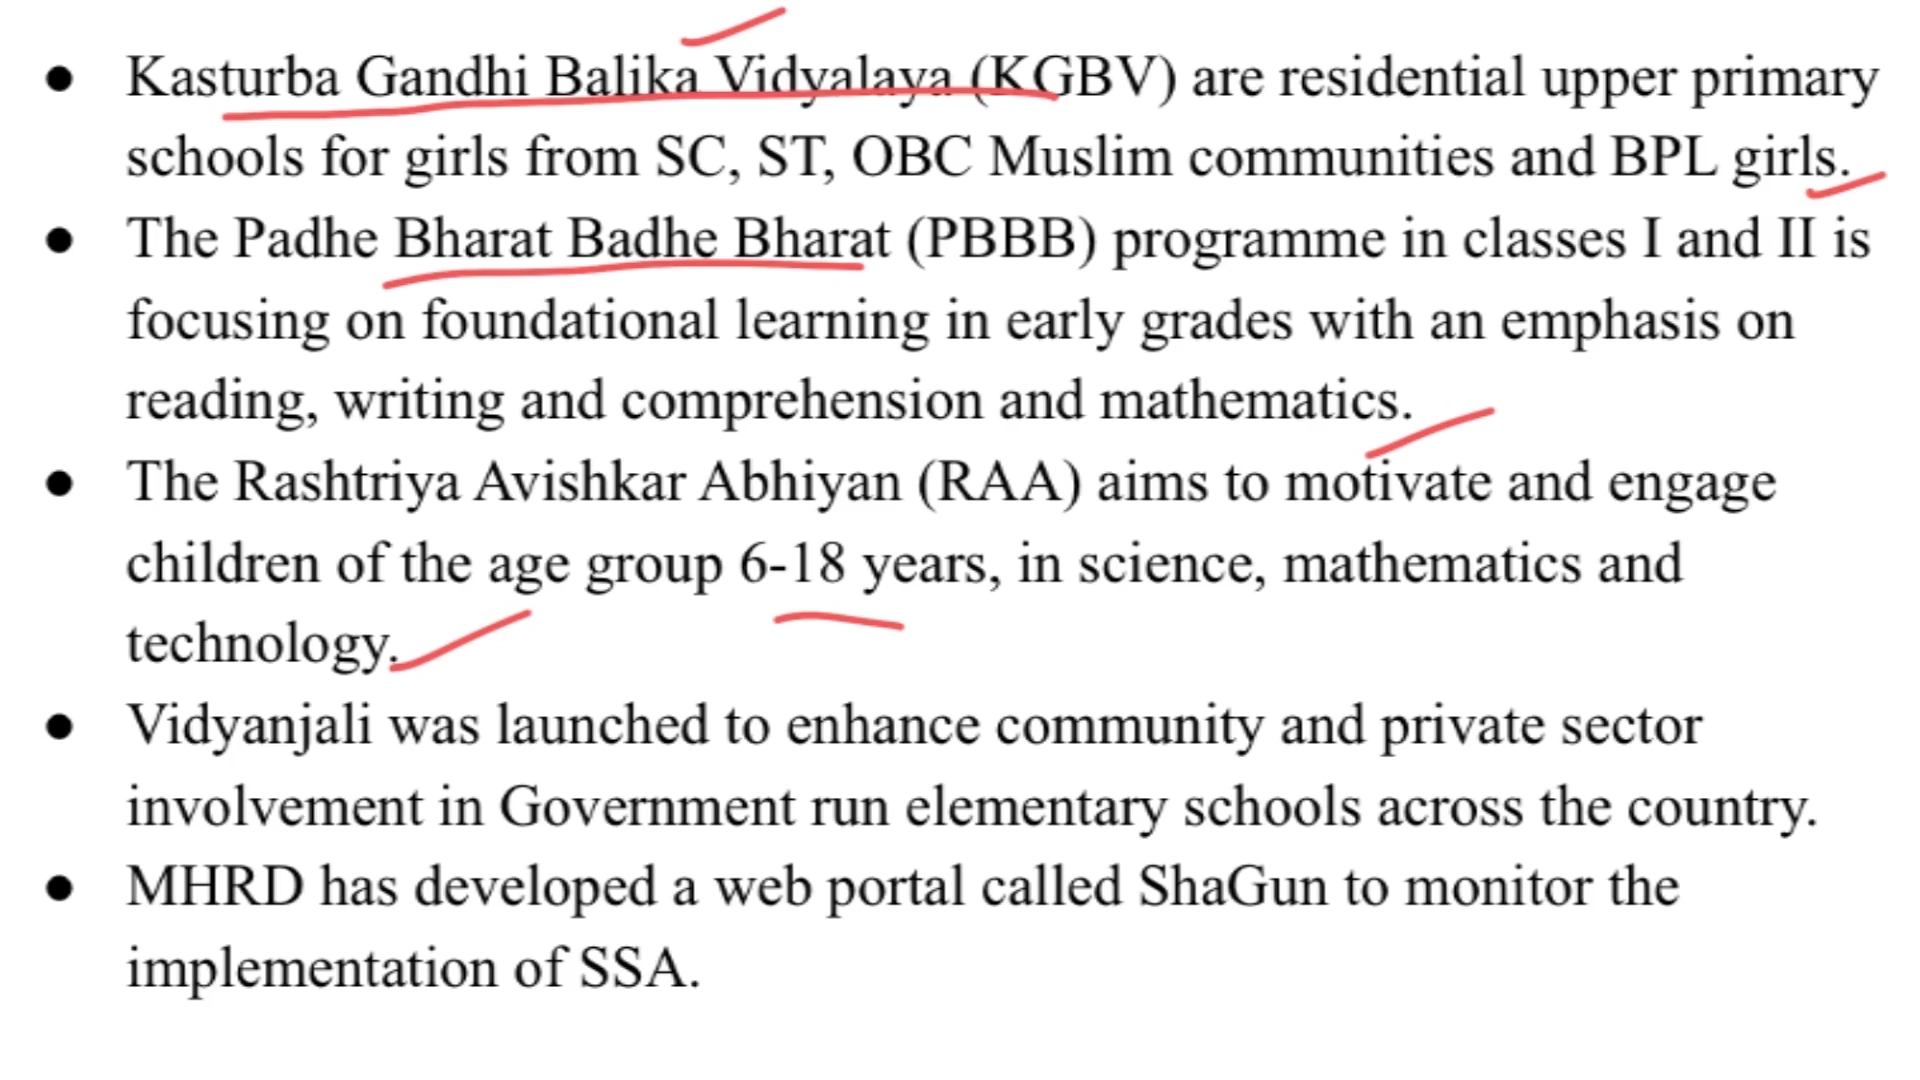 ● Kasturba Gandhi Balika Vidyalaya (KGBV) are residential upper primary
schools for girls from SC, ST, OBC Muslim communities and BPL girls.
● The Padhe Bharat Badhe Bharat (PBBB) programme in classes I and II is
focusing on foundational learning in early grades with an emphasis on
reading, writing and comprehension and mathematics.
● The Rashtriya Avishkar Abhiyan (RAA) aims to motivate and engage
children of the age group 6-18 years, in science, mathematics and
technology.
● Vidyanjali was launched to enhance community and private sector
involvement in Government run elementary schools across the country.
● MHRD has developed a web portal called ShaGun to monitor the
implementation of SSA.